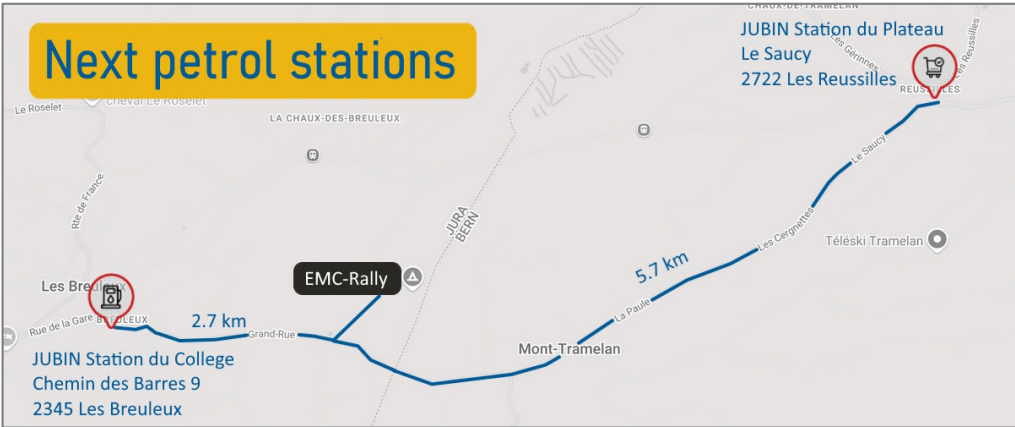 Next petrol stations
CHAUX-DE-TRAMELAN
JUBIN Station du Plateau
Le Saucy
2722 Les Reussilles
Les Gérinnes
Les Reussilles
REUSSILLES
Le Roselet
Cheval Le Roselet
LA CHAUX-DES-BREULEUX
Rte de France
JURA
BERN
Le Saucy
Les Cergnettes
Téléski Tramelan
EMC-Rally
5.7 km
La Paule
Les Breuleux
Rue de la Gare
BREULEUX
2.7 km
Grand-Rue
Mont-Tramelan
JUBIN Station du College
Chemin des Barres 9
2345 Les Breuleux